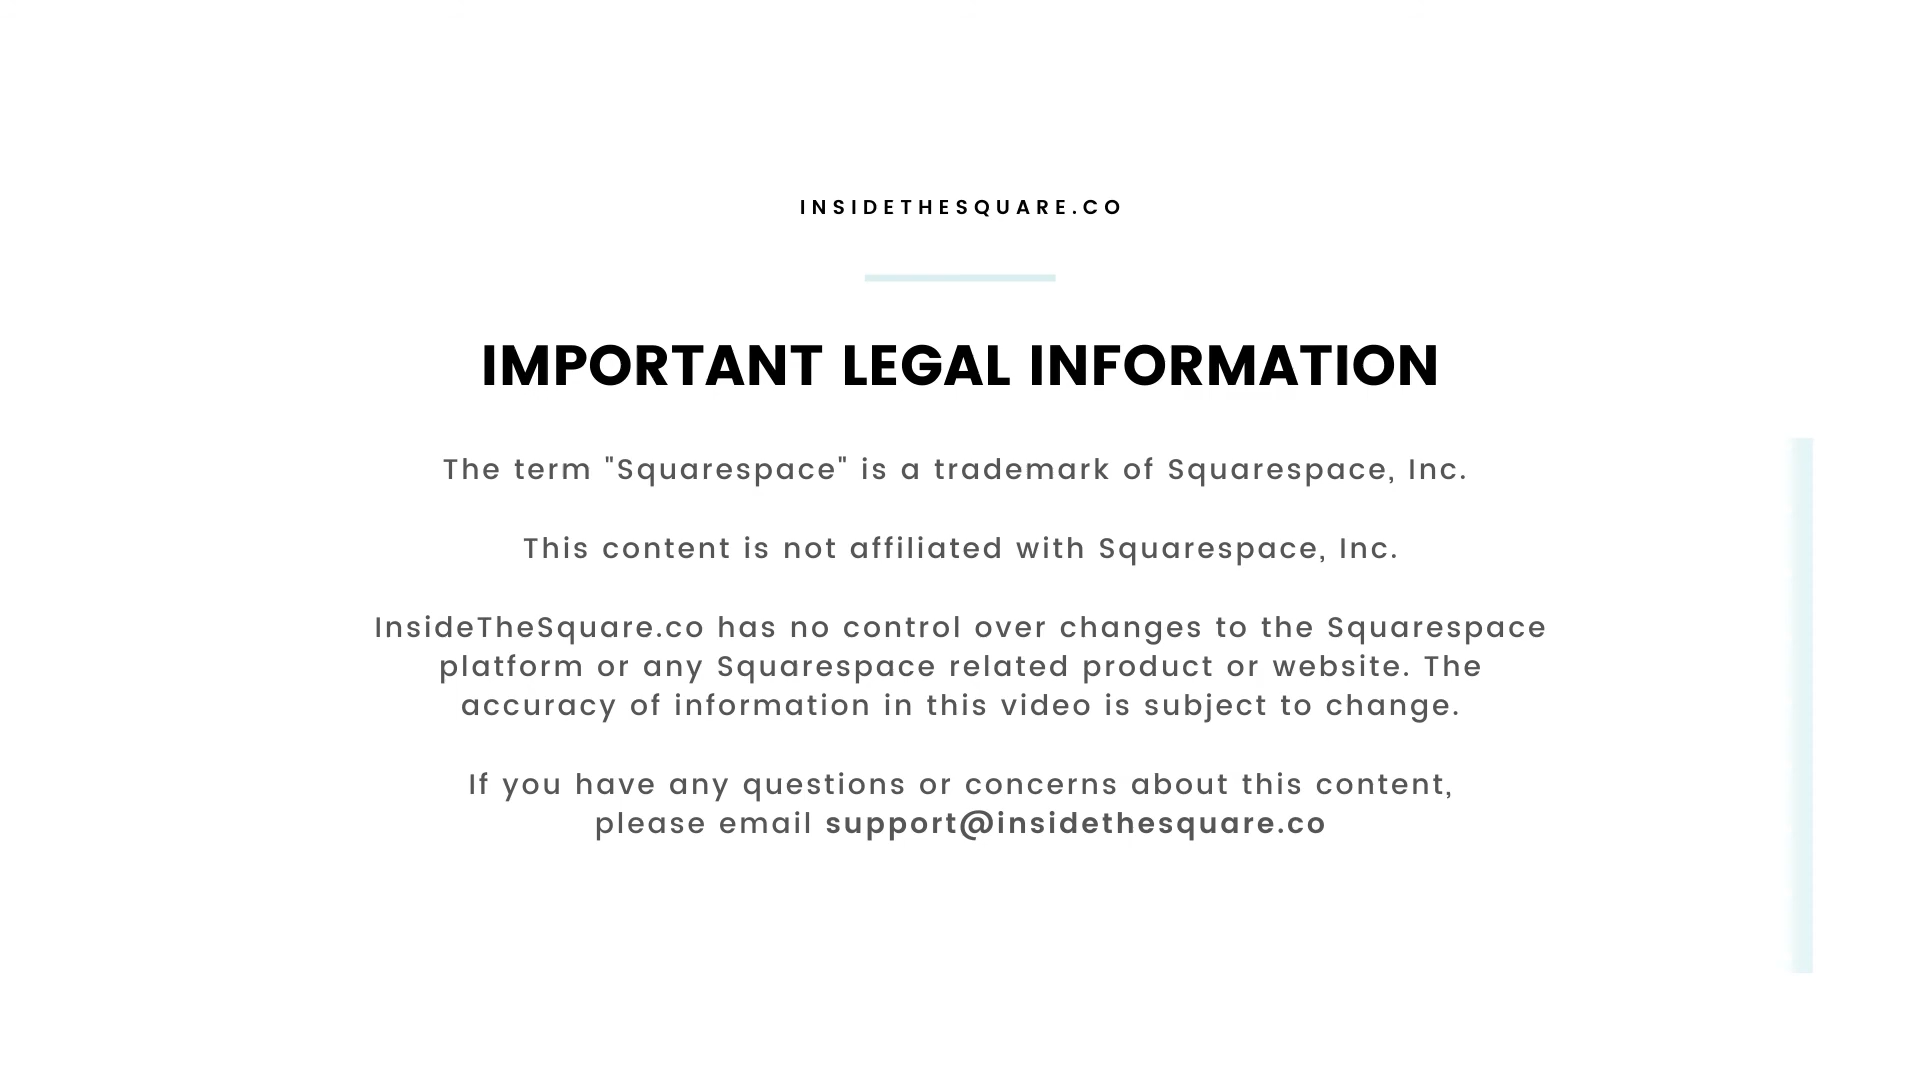 INSIDETHESQUARE.CO
IMPORTANT LEGAL INFORMATION
The term "Squarespace" is a trademark of Squarespace, Inc.
This content is not affiliated with Squarespace, Inc.
InsideTheSquare.co has no control over changes to the Squarespace
platform or any Squarespace related product or website. The
accuracy of information in this video is subject to change.
If you have any questions or concerns about this content,
please email support@insidethesquare.co